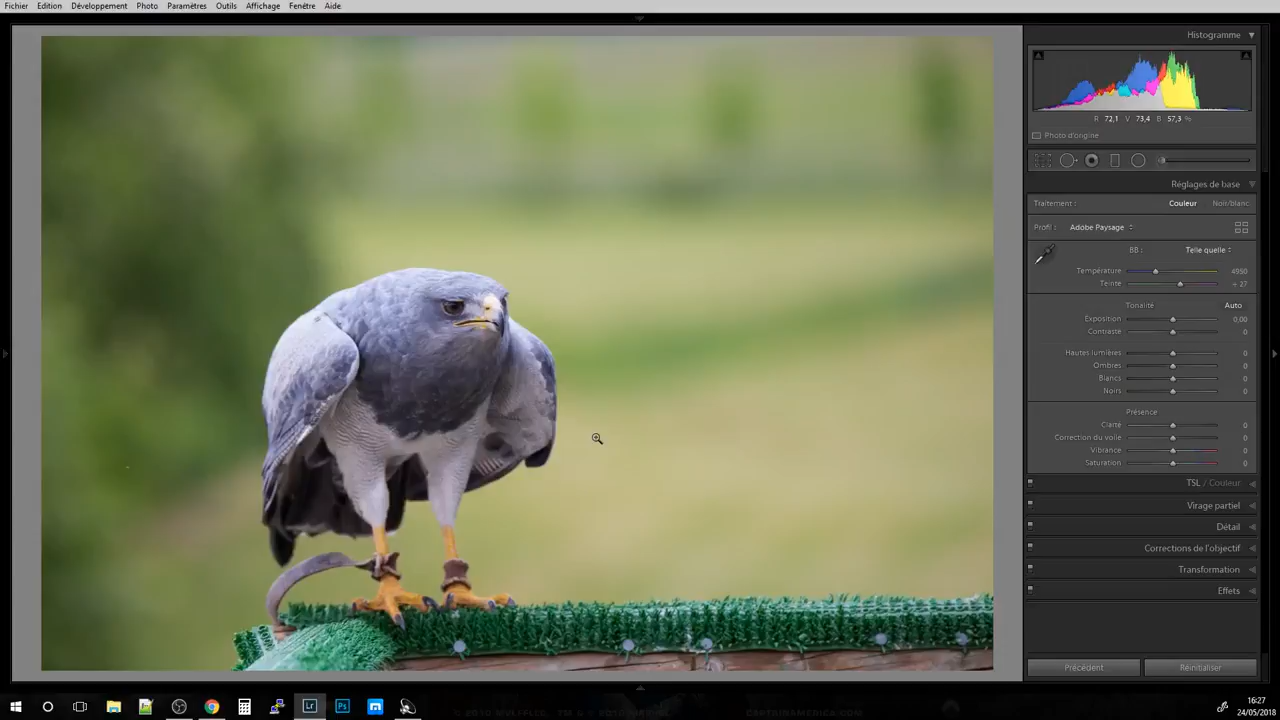 Fichier Edition Développement Photo Paramètres Outils Affichage Fenêtre Aide
Histogramme
R 72,1 V 73,4 B 57,3 %
Photo d'origine
Réglages de base
Traitement : Couleur Noir/blanc
Profil : Adobe Paysage
BB : Telle quelle
Température 4950
Teinte + 27
Tonalité Auto
Exposition 0,00
Contraste 0
Hautes lumières 0
Ombres 0
Blancs 0
Noirs 0
Présence
Clarté 0
Correction du voile 0
Vibrance 0
Saturation 0
TSL / Couleur
Virage partiel
Détail
Corrections de l'objectif
Transformation
Effets
Précédent Réinitialiser
Lr Ps
16:27
24/05/2018